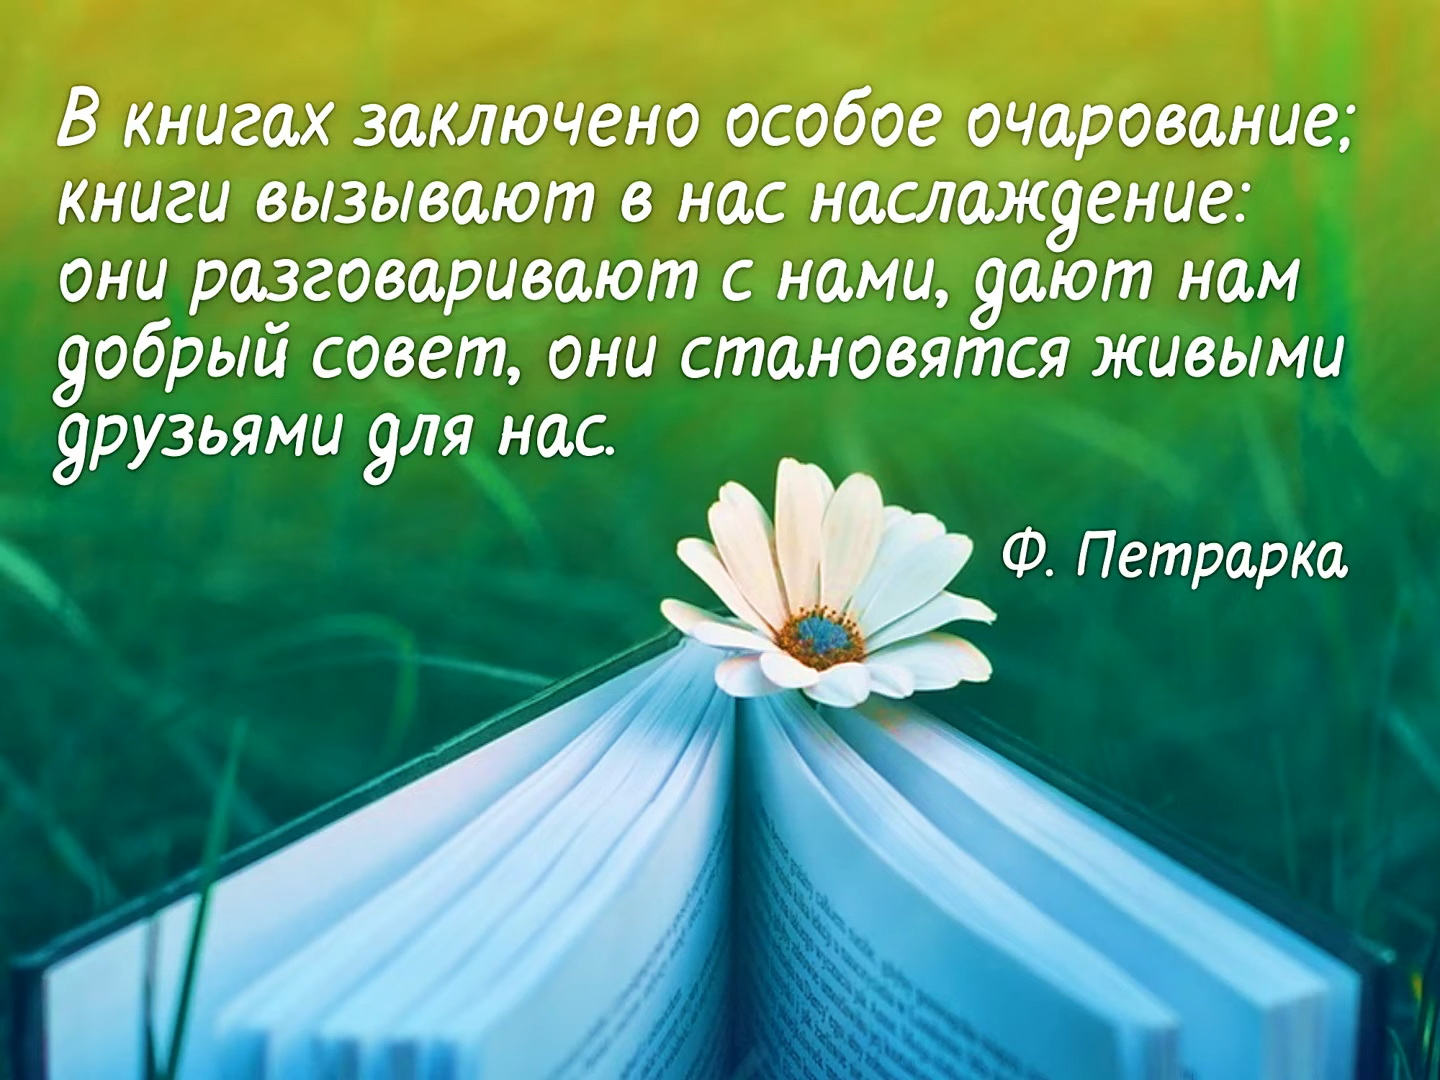 В книгах заключено особое очарование;
книги вызывают в нас наслаждение:
они разговаривают с нами, дают нам
добрый совет, они становятся живыми
друзьями для нас.
Ф. Петрарка